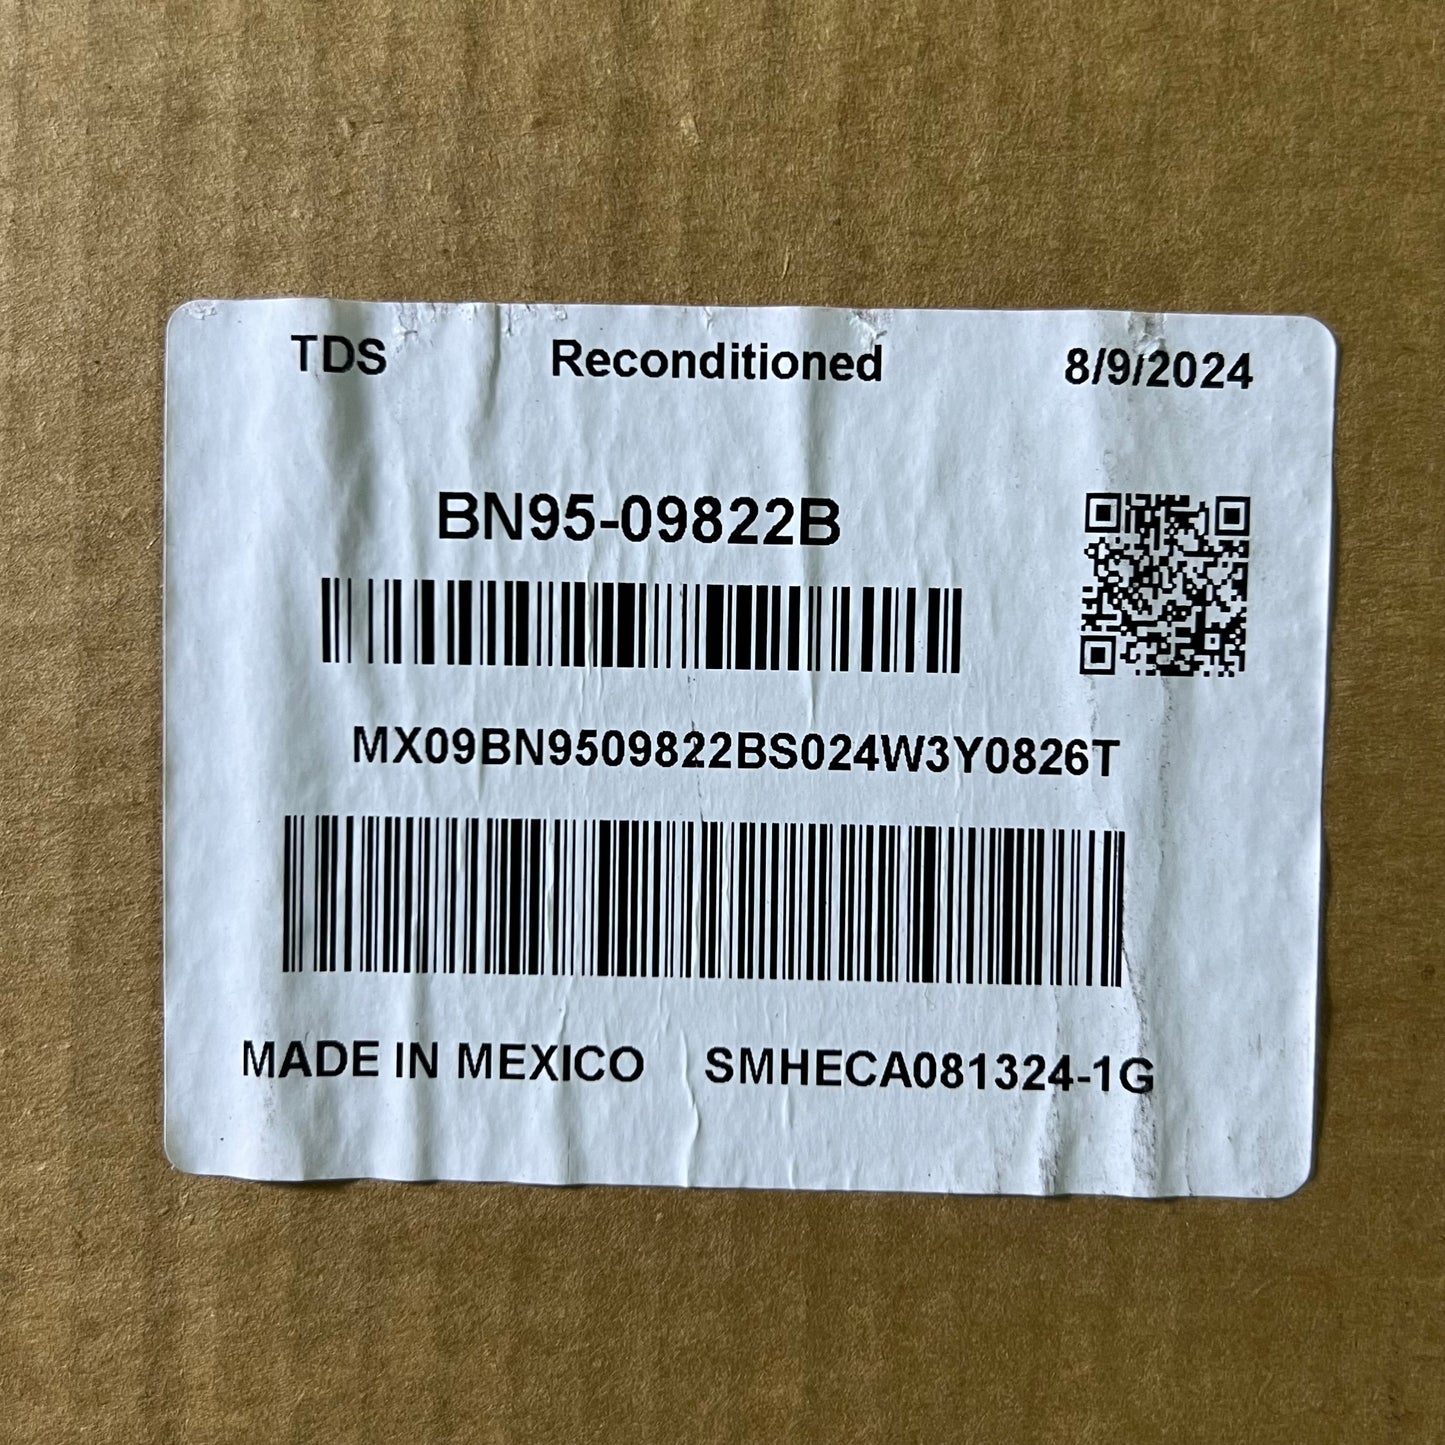 TDS Reconditioned 8/9/2024
BN95-09822B
MX09BN9509822BS024W3Y0826T
MADE IN MEXICO SMHECA081324-1G